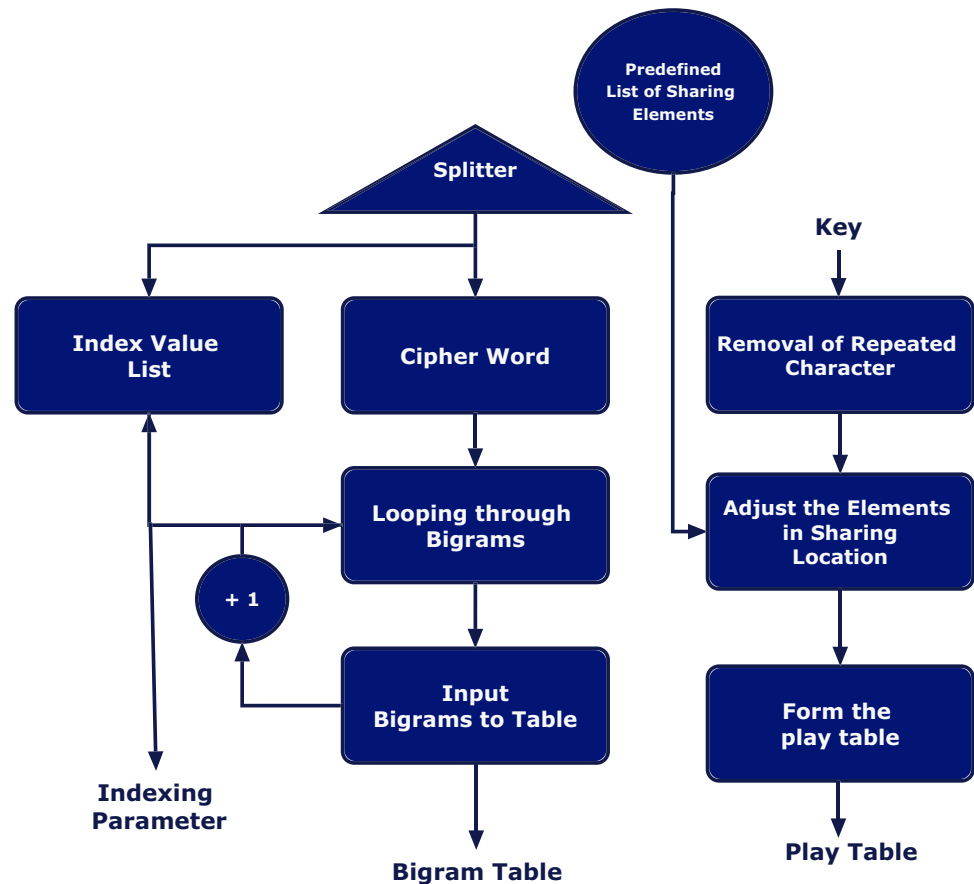 Predefined
List of Sharing
Elements
Splitter
Key
Index Value
List
Cipher Word
Removal of Repeated
Character
Looping through
Bigrams
Adjust the Elements
in Sharing
Location
+ 1
Input
Bigrams to Table
Form the
play table
Indexing
Parameter
Bigram Table
Play Table